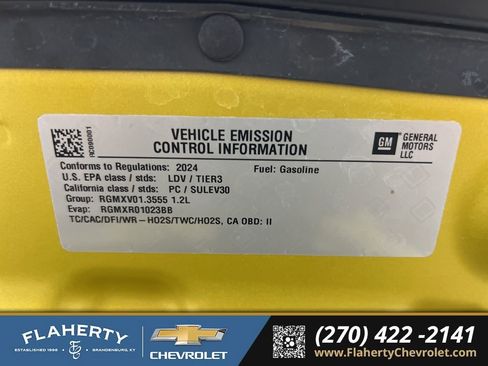 VEHICLE EMISSION
CONTROL INFORMATION
GM GENERAL
MOTORS
LLC
Conforms to Regulations: 2024 Fuel: Gasoline
U.S. EPA class / stds: LDV / TIER3
California class / stds: PC / SULEV30
Group: RGMXV01.3555 1.2L
Evap: RGMXR01023BB
TC/CAC/DFI/WR - HO2S/TWC/HO2S, CA OBD: II
FLAHERTY
ESTABLISHED 1996 BRANDENBURG, KY
CHEVROLET
(270) 422 -2141
www.FlahertyChevrolet.com